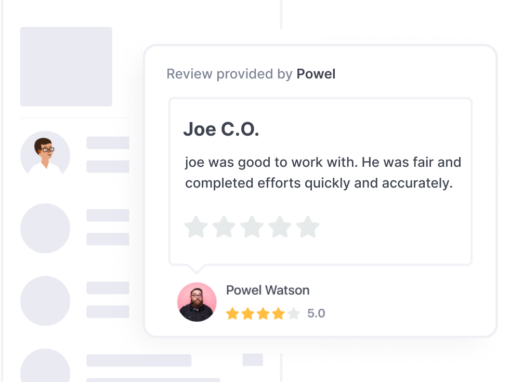 Review provided by Powel
Joe C.O.
joe was good to work with. He was fair and
completed efforts quickly and accurately.
Powel Watson
5.0